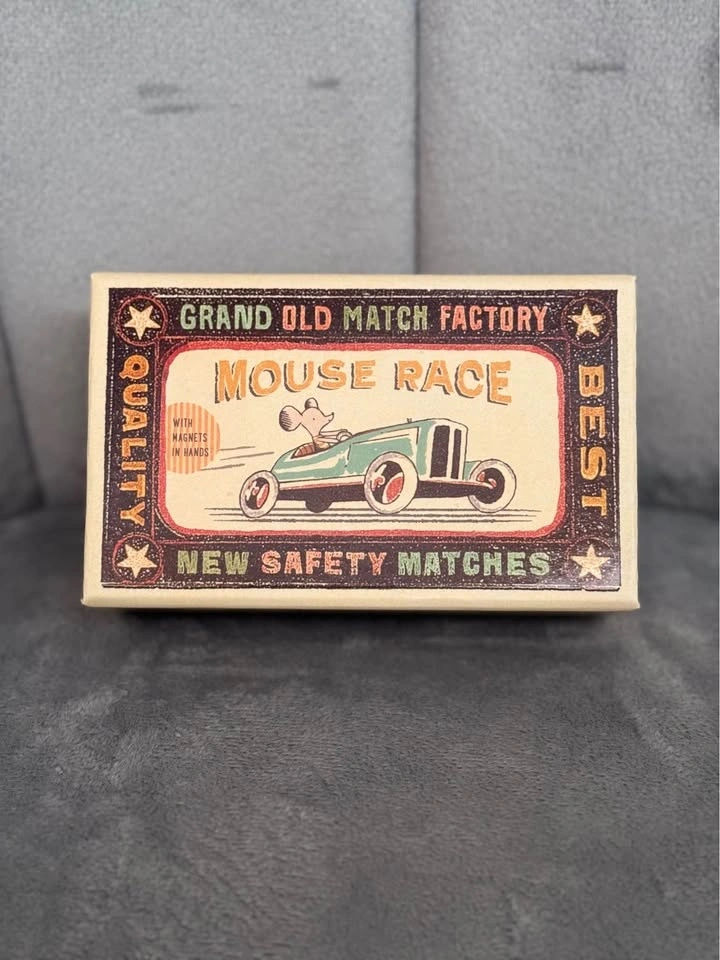 GRAND OLD MATCH FACTORY
QUALITY
MOUSE RACE
WITH
MAGNETS
IN HANDS
BEST
NEW SAFETY MATCHES